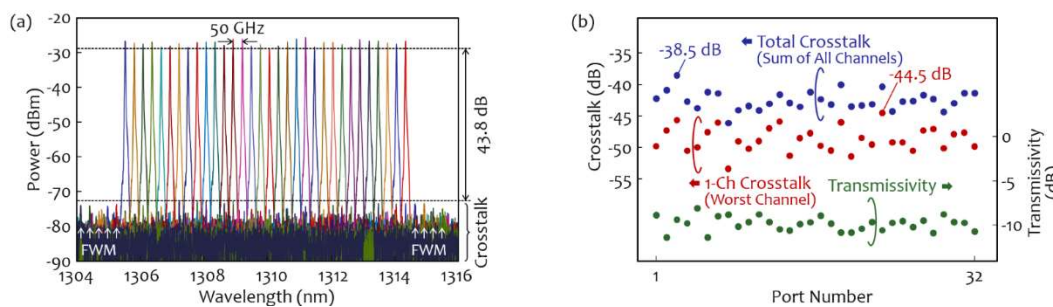 (a)
-20
-30
-40
-50
-60
-70
-80
-90
Power (dBm)
50 GHz
43.8 dB
Crosstalk
FWM
FWM
1304
1306
1308
1310
1312
1314
1316
Wavelength (nm)
(b)
-35
-40
-45
-50
-55
Crosstalk (dB)
-38.5 dB
Total Crosstalk
(Sum of All Channels)
-44.5 dB
1-Ch Crosstalk
(Worst Channel)
Transmissivity
0
-5
-10
Transmissivity
(dB)
1
32
Port Number